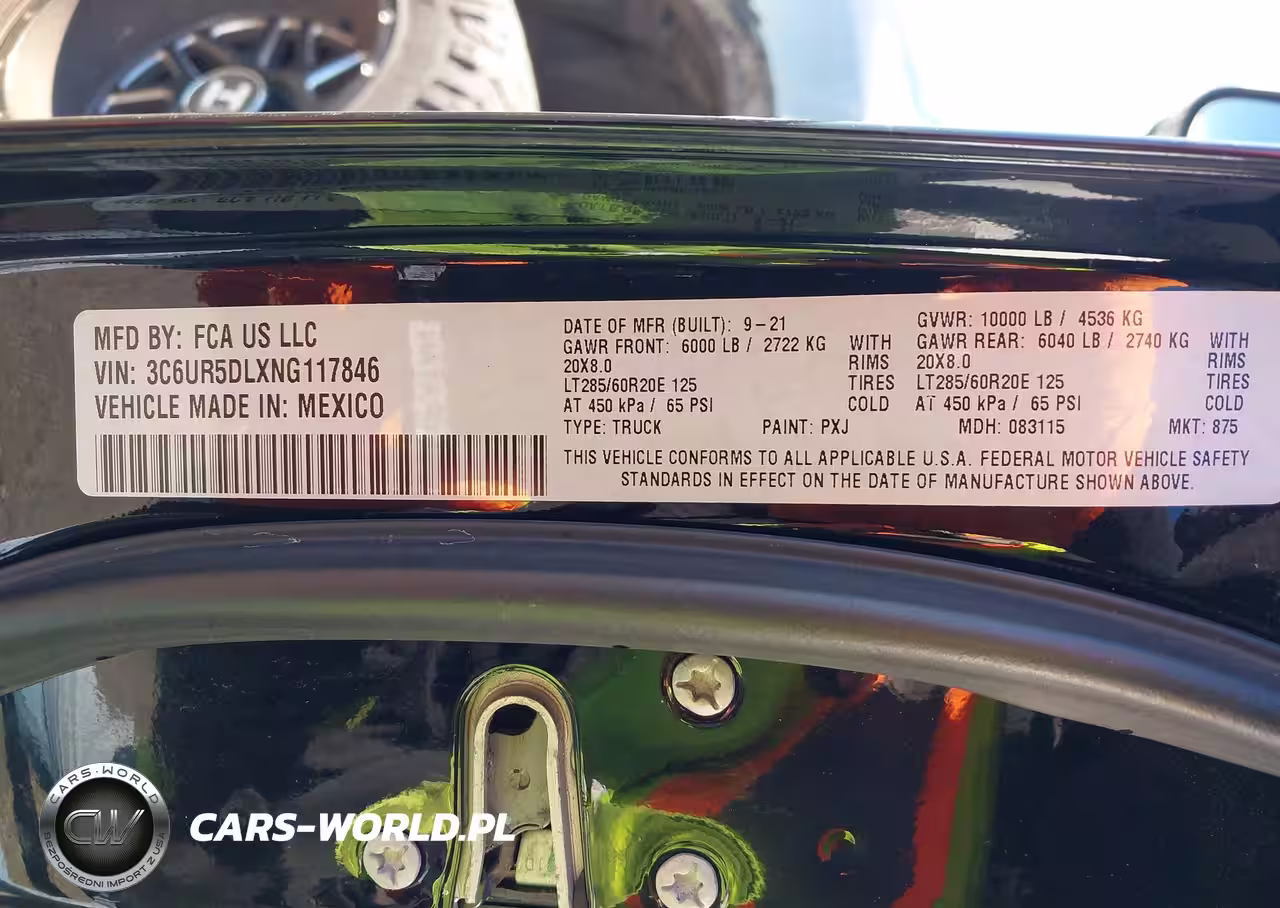 MFD BY: FCA US LLC
VIN: 3C6UR5DLXNG117846
VEHICLE MADE IN: MEXICO
DATE OF MFR (BUILT): 9-21
GAWR FRONT: 6000 LB / 2722 KG WITH
20X8.0 RIMS
LT285/60R20E 125 TIRES
AT 450 kPa / 65 PSI COLD
GVWR: 10000 LB / 4536 KG
GAWR REAR: 6040 LB / 2740 KG WITH
20X8.0 RIMS
LT285/60R20E 125 TIRES
AT 450 kPa / 65 PSI COLD
TYPE: TRUCK PAINT: PXJ MDH: 083115 MKT: 875
THIS VEHICLE CONFORMS TO ALL APPLICABLE U.S.A. FEDERAL MOTOR VEHICLE SAFETY
STANDARDS IN EFFECT ON THE DATE OF MANUFACTURE SHOWN ABOVE.
CARS-WORLD
CW
BEZPOŚREDNI IMPORT Z USA
CARS-WORLD.PL
H